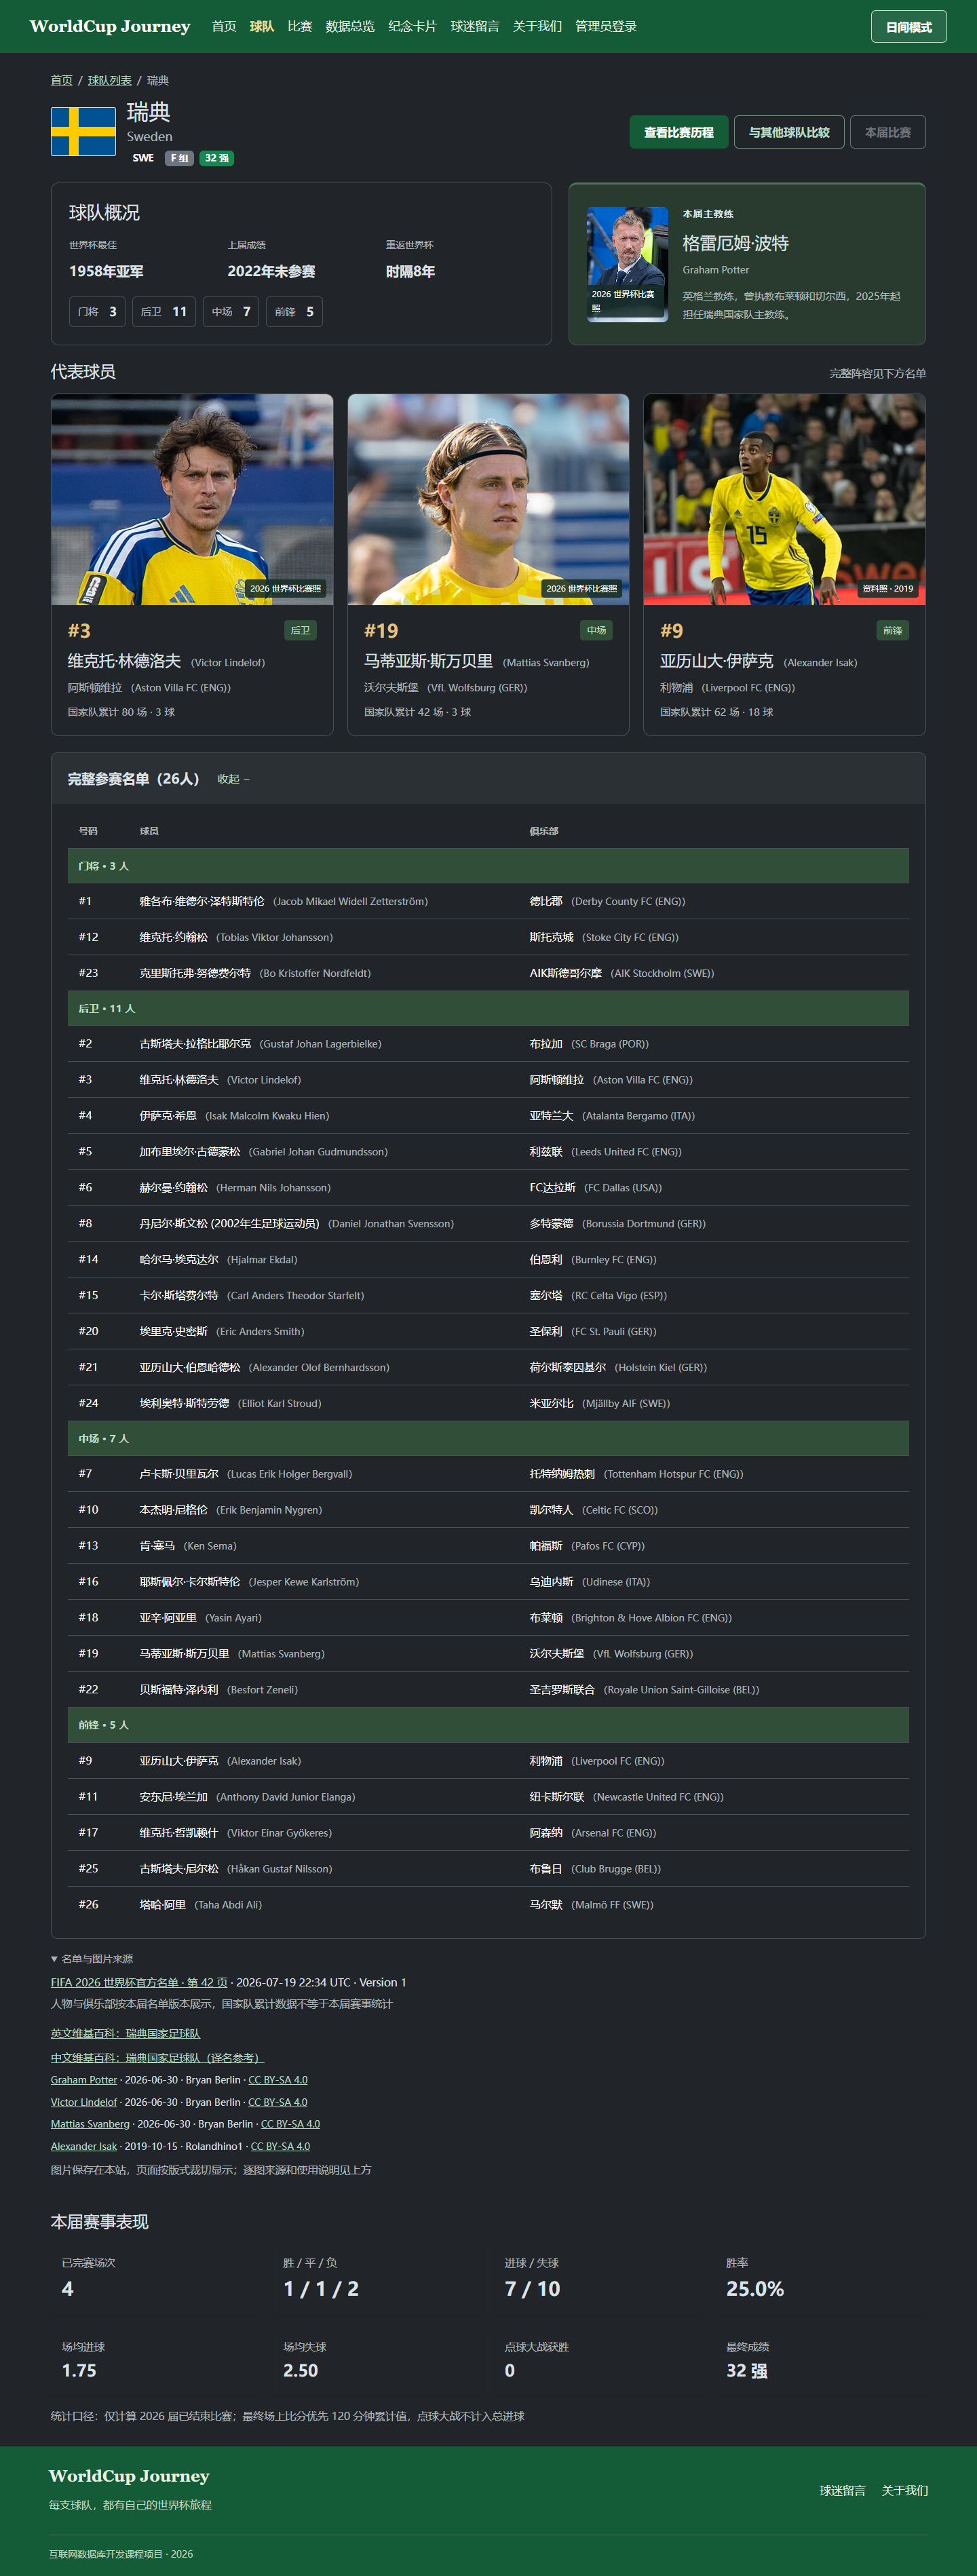 WorldCup Journey 首页 球队 比赛 数据总览 纪念卡片 球迷留言 关于我们 管理员登录 日间模式
首页 / 球队列表 / 瑞典
瑞典
Sweden
SWE F 组 32 强
查看比赛历程 与其他球队比较 本届比赛
球队概况
世界杯最佳 上届成绩 重返世界杯
1958年亚军 2022年未参赛 时隔8年
门将 3 后卫 11 中场 7 前锋 5
2026 世界杯比赛照
本届主教练
格雷厄姆·波特
Graham Potter
英格兰教练，曾执教布莱顿和切尔西，2025年起
担任瑞典国家队主教练。
代表球员 完整阵容见下方名单
2026 世界杯比赛照 2026 世界杯比赛照 15 资料照 · 2019
#3 后卫
维克托·林德洛夫 （Victor Lindelof）
阿斯顿维拉 （Aston Villa FC (ENG)）
国家队累计 80 场 · 3 球
#19 中场
马蒂亚斯·斯万贝里 （Mattias Svanberg）
沃尔夫斯堡 （VfL Wolfsburg (GER)）
国家队累计 42 场 · 3 球
#9 前锋
亚历山大·伊萨克 （Alexander Isak）
利物浦 （Liverpool FC (ENG)）
国家队累计 62 场 · 18 球
完整参赛名单（26人） 收起 −
号码 球员 俱乐部
门将 • 3 人
#1 雅各布·维德尔·泽特斯特伦 （Jacob Mikael Widell Zetterström） 德比郡 （Derby County FC (ENG)）
#12 维克托·约翰松 （Tobias Viktor Johansson） 斯托克城 （Stoke City FC (ENG)）
#23 克里斯托弗·努德费尔特 （Bo Kristoffer Nordfeldt） AIK斯德哥尔摩 （AIK Stockholm (SWE)）
后卫 • 11 人
#2 古斯塔夫·拉格比耶尔克 （Gustaf Johan Lagerbielke） 布拉加 （SC Braga (POR)）
#3 维克托·林德洛夫 （Victor Lindelof） 阿斯顿维拉 （Aston Villa FC (ENG)）
#4 伊萨克·希恩 （Isak Malcolm Kwaku Hien） 亚特兰大 （Atalanta Bergamo (ITA)）
#5 加布里埃尔·古德蒙松 （Gabriel Johan Gudmundsson） 利兹联 （Leeds United FC (ENG)）
#6 赫尔曼·约翰松 （Herman Nils Johansson） FC达拉斯 （FC Dallas (USA)）
#8 丹尼尔·斯文松 (2002年生足球运动员) （Daniel Jonathan Svensson） 多特蒙德 （Borussia Dortmund (GER)）
#14 哈尔马·埃克达尔 （Hjalmar Ekdal） 伯恩利 （Burnley FC (ENG)）
#15 卡尔·斯塔费尔特 （Carl Anders Theodor Starfelt） 塞尔塔 （RC Celta Vigo (ESP)）
#20 埃里克·史密斯 （Eric Anders Smith） 圣保利 （FC St. Pauli (GER)）
#21 亚历山大·伯恩哈德松 （Alexander Olof Bernhardsson） 荷尔斯泰因基尔 （Holstein Kiel (GER)）
#24 埃利奥特·斯特劳德 （Elliot Karl Stroud） 米亚尔比 （Mjällby AIF (SWE)）
中场 • 7 人
#7 卢卡斯·贝里瓦尔 （Lucas Erik Holger Bergvall） 托特纳姆热刺 （Tottenham Hotspur FC (ENG)）
#10 本杰明·尼格伦 （Erik Benjamin Nygren） 凯尔特人 （Celtic FC (SCO)）
#13 肯·塞马 （Ken Sema） 帕福斯 （Pafos FC (CYP)）
#16 耶斯佩尔·卡尔斯特伦 （Jesper Kewe Karlström） 乌迪内斯 （Udinese (ITA)）
#18 亚辛·阿亚里 （Yasin Ayari） 布莱顿 （Brighton & Hove Albion FC (ENG)）
#19 马蒂亚斯·斯万贝里 （Mattias Svanberg） 沃尔夫斯堡 （VfL Wolfsburg (GER)）
#22 贝斯福特·泽内利 （Besfort Zeneli） 圣吉罗斯联合 （Royale Union Saint-Gilloise (BEL)）
前锋 • 5 人
#9 亚历山大·伊萨克 （Alexander Isak） 利物浦 （Liverpool FC (ENG)）
#11 安东尼·埃兰加 （Anthony David Junior Elanga） 纽卡斯尔联 （Newcastle United FC (ENG)）
#17 维克托·哲凯赖什 （Viktor Einar Gyökeres） 阿森纳 （Arsenal FC (ENG)）
#25 古斯塔夫·尼尔松 （Håkan Gustaf Nilsson） 布鲁日 （Club Brugge (BEL)）
#26 塔哈·阿里 （Taha Abdi Ali） 马尔默 （Malmö FF (SWE)）
▼ 名单与图片来源
FIFA 2026 世界杯官方名单 · 第 42 页 · 2026-07-19 22:34 UTC · Version 1
人物与俱乐部按本届名单版本展示，国家队累计数据不等于本届赛事统计
英文维基百科：瑞典国家足球队
中文维基百科：瑞典国家足球队（译名参考）
Graham Potter · 2026-06-30 · Bryan Berlin · CC BY-SA 4.0
Victor Lindelof · 2026-06-30 · Bryan Berlin · CC BY-SA 4.0
Mattias Svanberg · 2026-06-30 · Bryan Berlin · CC BY-SA 4.0
Alexander Isak · 2019-10-15 · Rolandhino1 · CC BY-SA 4.0
图片保存在本站，页面按版式裁切显示；逐图来源和使用说明见上方
本届赛事表现
已完赛场次 胜 / 平 / 负 进球 / 失球 胜率
4 1 / 1 / 2 7 / 10 25.0%
场均进球 场均失球 点球大战获胜 最终成绩
1.75 2.50 0 32 强
统计口径：仅计算 2026 届已结束比赛；最终场上比分优先 120 分钟累计值，点球大战不计入总进球
WorldCup Journey
每支球队，都有自己的世界杯旅程
球迷留言 关于我们
互联网数据库开发课程项目 · 2026